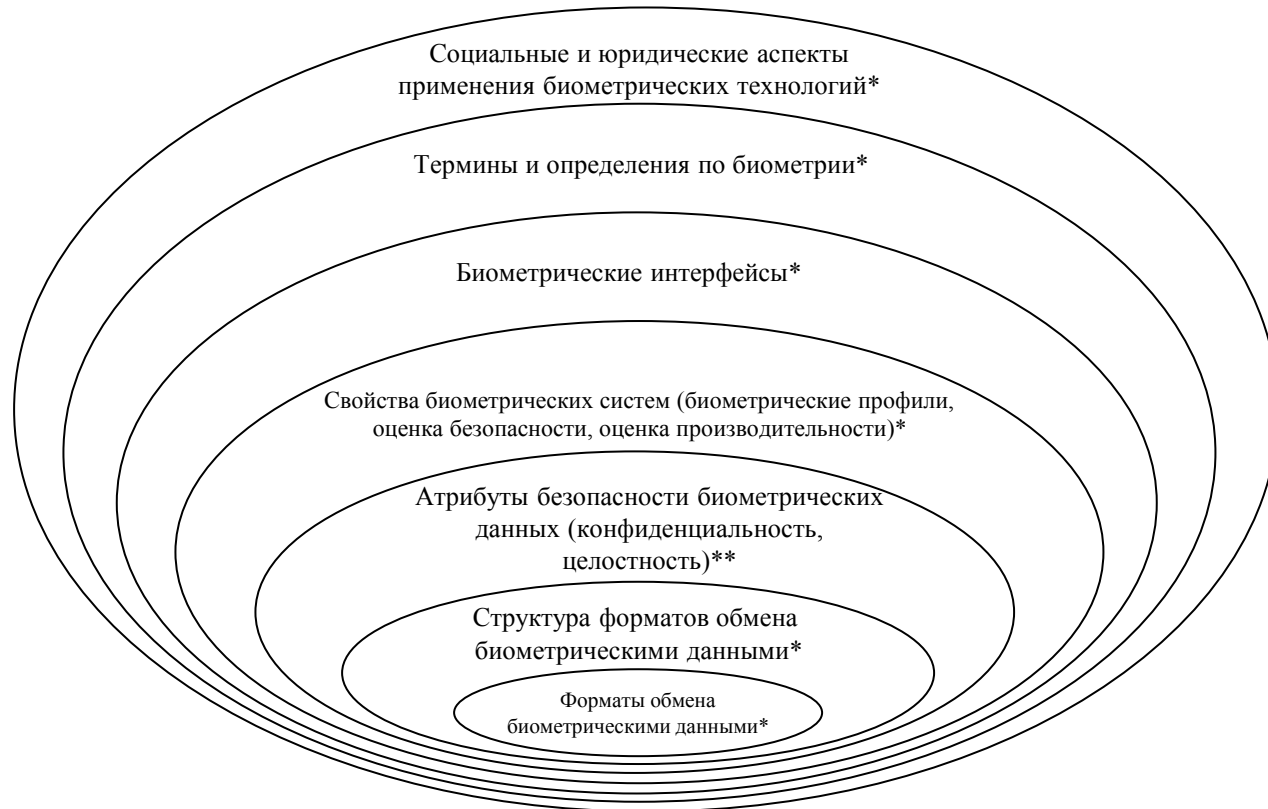 Социальные и юридические аспекты
применения биометрических технологий*
Термины и определения по биометрии*
Биометрические интерфейсы*
Свойства биометрических систем (биометрические профили,
оценка безопасности, оценка производительности)*
Атрибуты безопасности биометрических
данных (конфиденциальность,
целостность)**
Структура форматов обмена
биометрическими данными*
Форматы обмена
биометрическими данными*